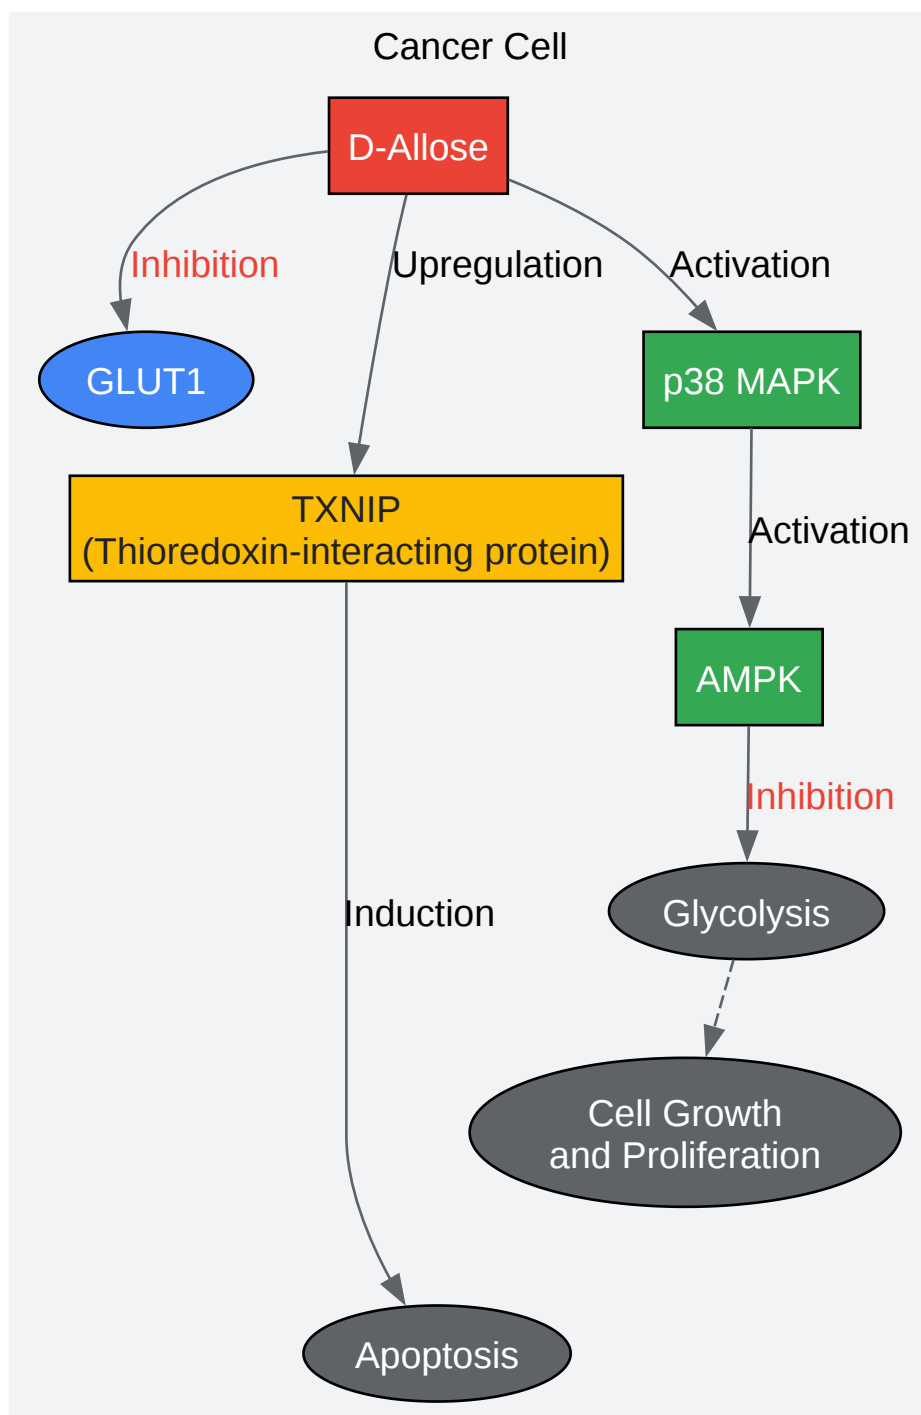 Cancer Cell
D-Allose
Inhibition
Upregulation
Activation
GLUT1
p38 MAPK
TXNIP
(Thioredoxin-interacting protein)
Activation
AMPK
Inhibition
Induction
Glycolysis
Cell Growth
and Proliferation
Apoptosis